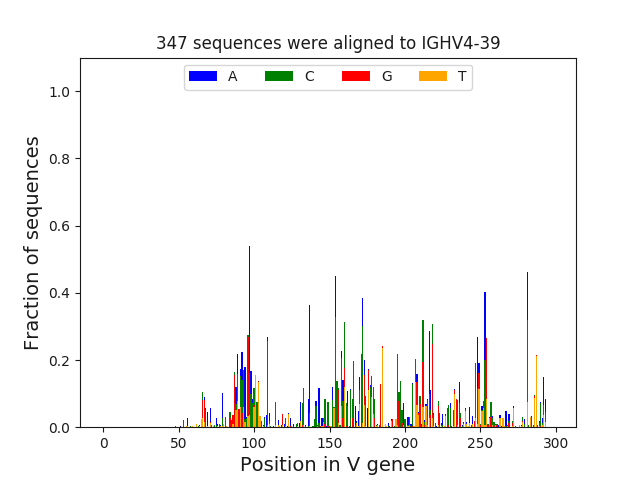 347 sequences were aligned to IGHV4-39
A C G T
1.0
0.8
0.6
0.4
0.2
0.0
Fraction of sequences
0 50 100 150 200 250 300
Position in V gene